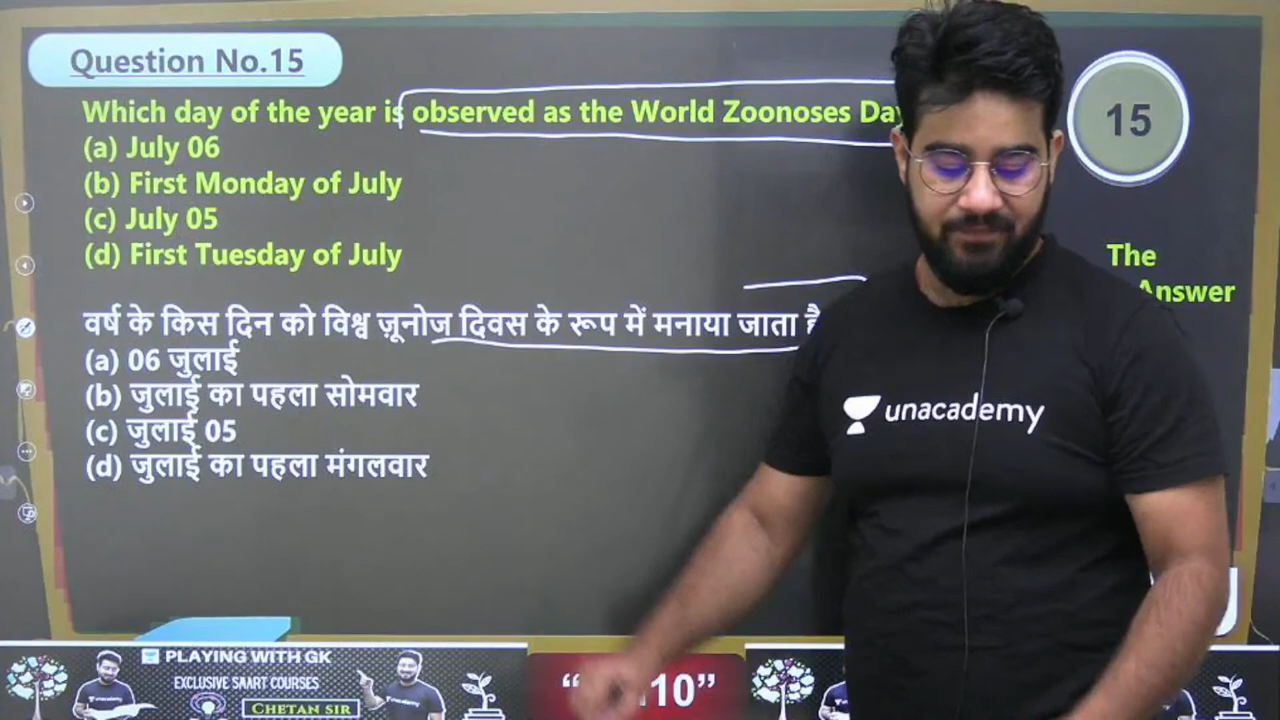 Question No.15
Which day of the year is observed as the World Zoonoses Day
(a) July 06
(b) First Monday of July
(c) July 05
(d) First Tuesday of July
15
The
Answer
वर्ष के किस दिन को विश्व ज़ूनोज दिवस के रूप में मनाया जाता है
(a) 06 जुलाई
(b) जुलाई का पहला सोमवार
(c) जुलाई 05
(d) जुलाई का पहला मंगलवार
unacademy
PLAYING WITH GK
EXCLUSIVE SAART COURSES
CHETAN SIR
10”